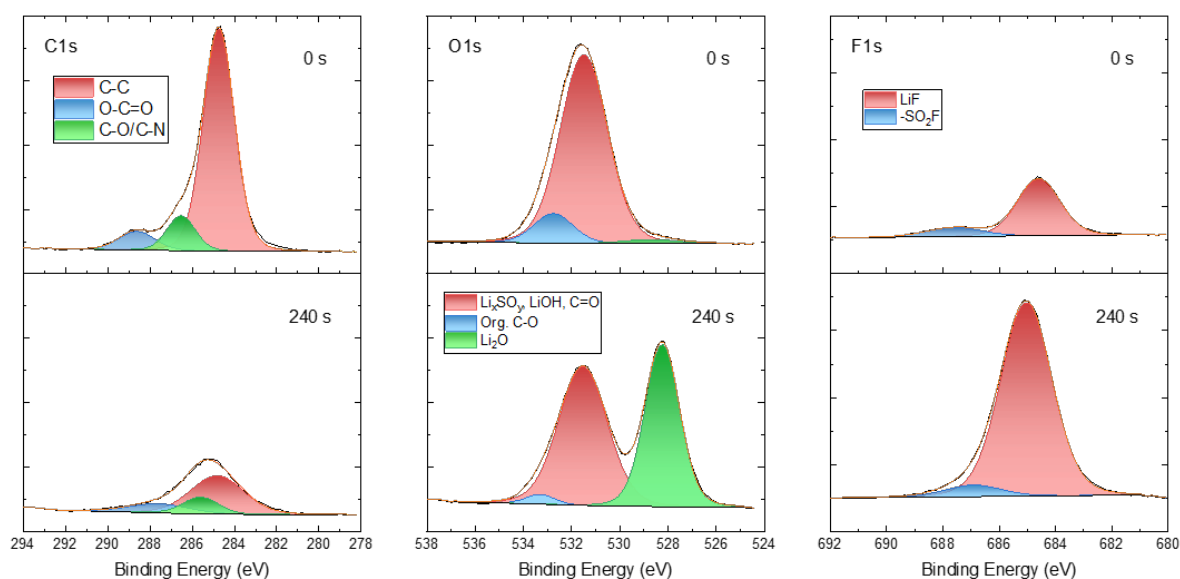 C1s
0 s
C-C
O-C=O
C-O/C-N
240 s
294 292 290 288 286 284 282 280 278
Binding Energy (eV)
O1s
0 s
LiₓSOᵧ, LiOH, C=O
Org. C-O
Li₂O
240 s
538 536 534 532 530 528 526 524
Binding Energy (eV)
F1s
0 s
LiF
-SO₂F
240 s
692 690 688 686 684 682 680
Binding Energy (eV)